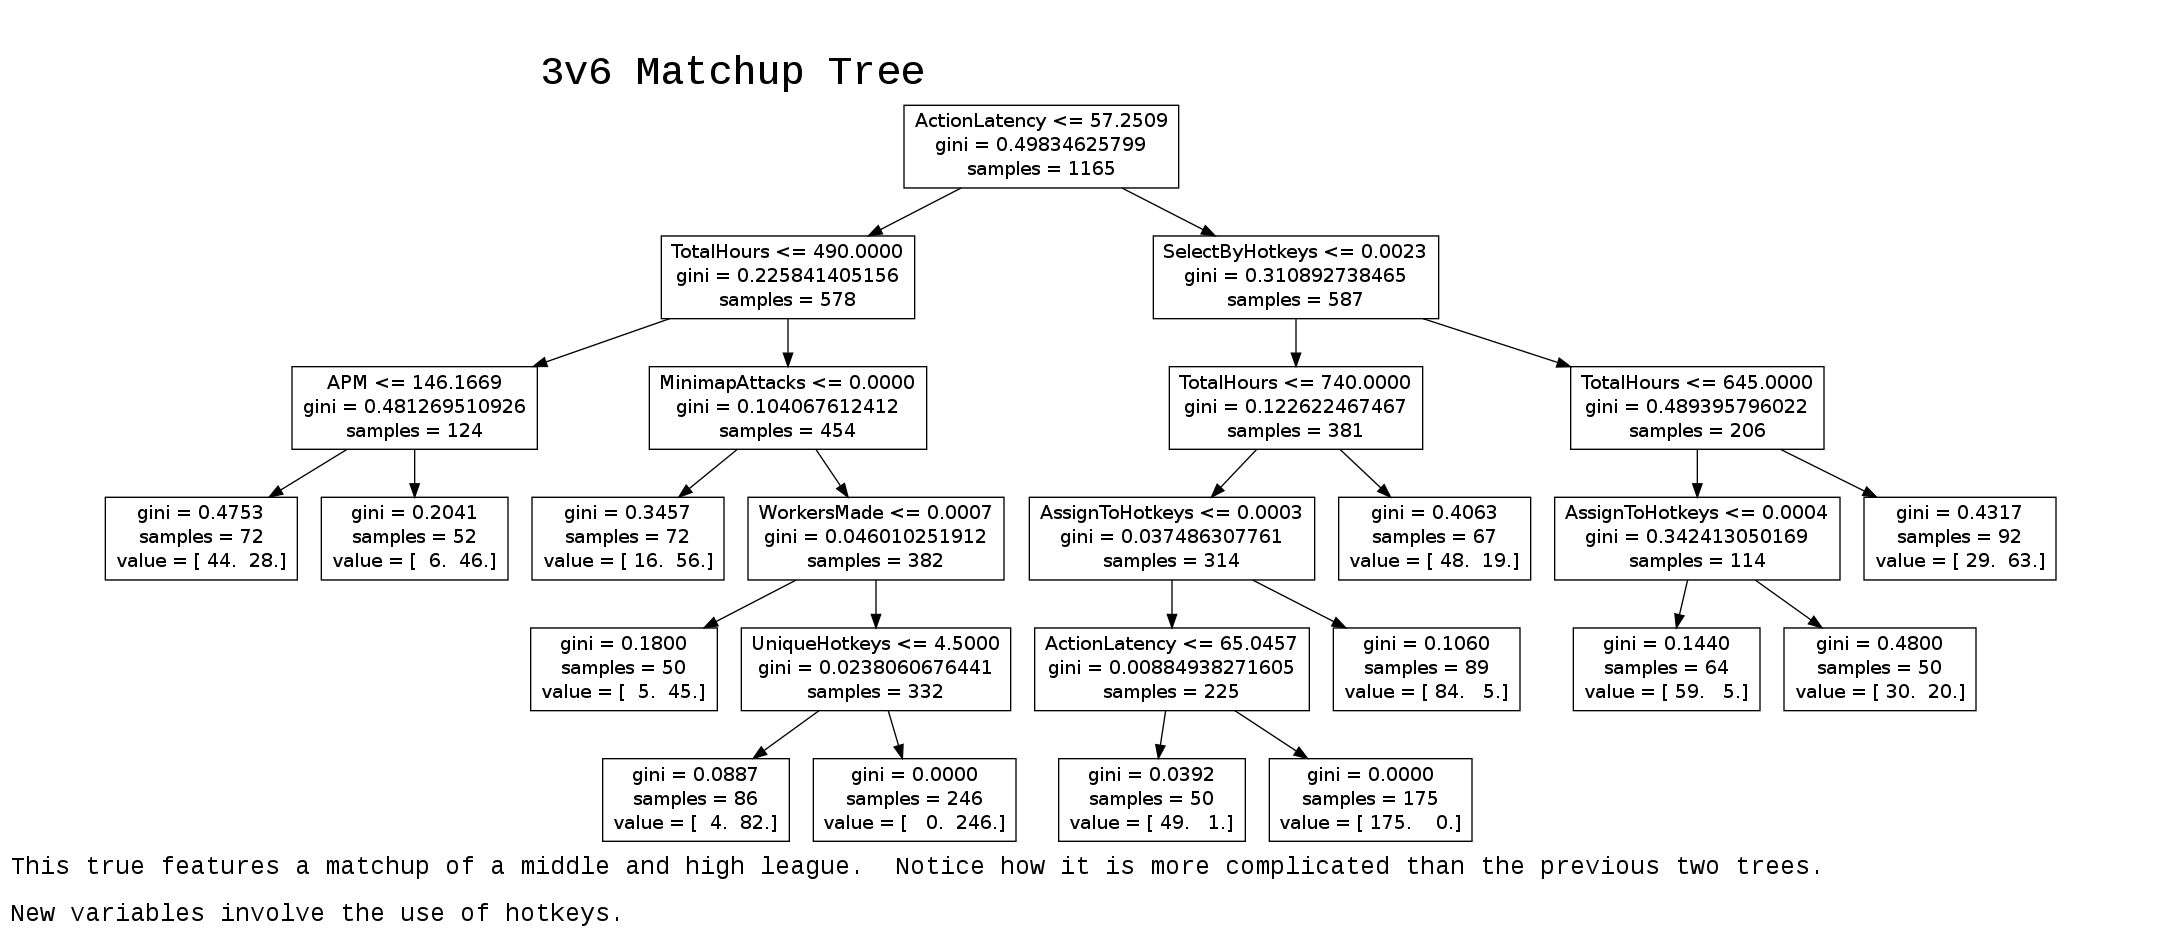 3v6 Matchup Tree
ActionLatency <= 57.2509
gini = 0.49834625799
samples = 1165
TotalHours <= 490.0000
gini = 0.225841405156
samples = 578
SelectByHotkeys <= 0.0023
gini = 0.310892738465
samples = 587
APM <= 146.1669
gini = 0.481269510926
samples = 124
MinimapAttacks <= 0.0000
gini = 0.104067612412
samples = 454
TotalHours <= 740.0000
gini = 0.122622467467
samples = 381
TotalHours <= 645.0000
gini = 0.489395796022
samples = 206
gini = 0.4753
samples = 72
value = [ 44.  28.]
gini = 0.2041
samples = 52
value = [  6.  46.]
gini = 0.3457
samples = 72
value = [ 16.  56.]
WorkersMade <= 0.0007
gini = 0.046010251912
samples = 382
AssignToHotkeys <= 0.0003
gini = 0.037486307761
samples = 314
gini = 0.4063
samples = 67
value = [ 48.  19.]
AssignToHotkeys <= 0.0004
gini = 0.342413050169
samples = 114
gini = 0.4317
samples = 92
value = [ 29.  63.]
gini = 0.1800
samples = 50
value = [  5.  45.]
UniqueHotkeys <= 4.5000
gini = 0.0238060676441
samples = 332
ActionLatency <= 65.0457
gini = 0.00884938271605
samples = 225
gini = 0.1060
samples = 89
value = [ 84.   5.]
gini = 0.1440
samples = 64
value = [ 59.   5.]
gini = 0.4800
samples = 50
value = [ 30.  20.]
gini = 0.0887
samples = 86
value = [  4.  82.]
gini = 0.0000
samples = 246
value = [   0.  246.]
gini = 0.0392
samples = 50
value = [ 49.   1.]
gini = 0.0000
samples = 175
value = [ 175.    0.]
This true features a matchup of a middle and high league.  Notice how it is more complicated than the previous two trees.
New variables involve the use of hotkeys.